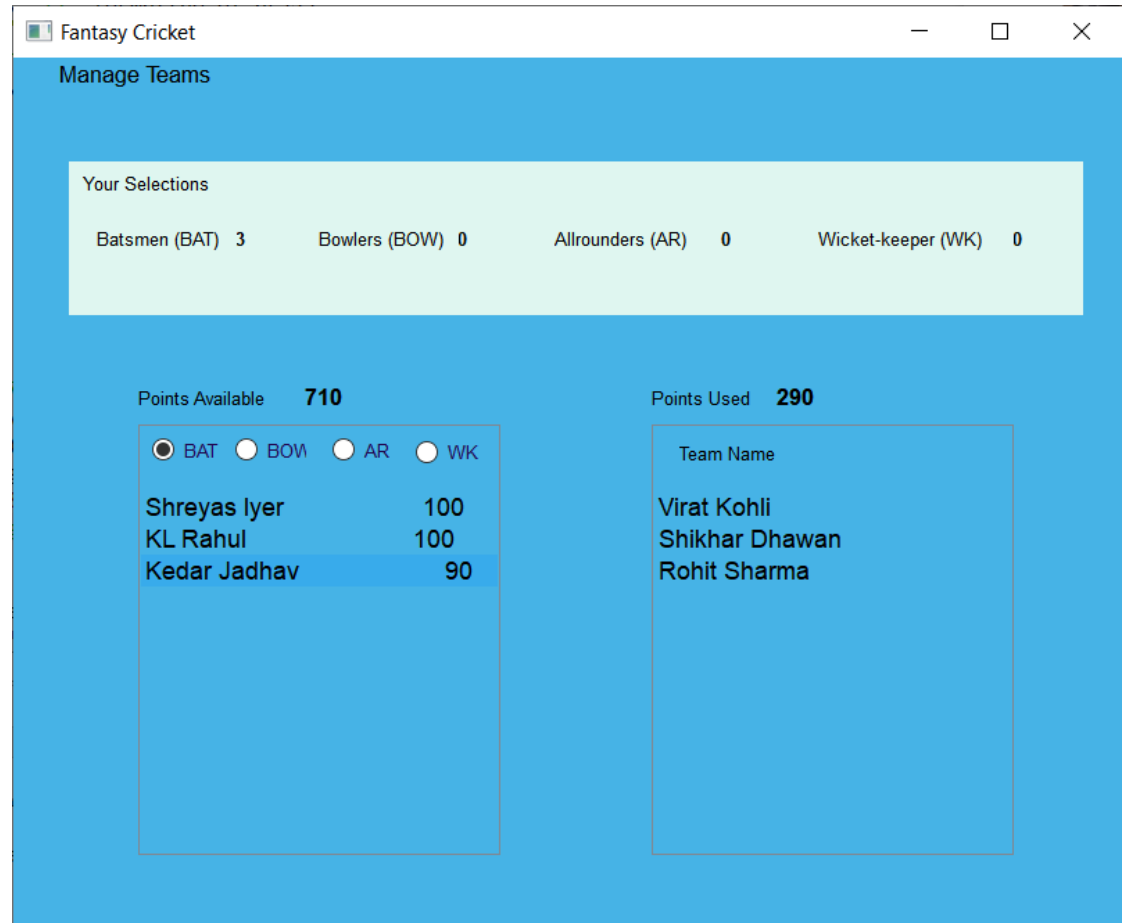 Fantasy Cricket
Manage Teams
Your Selections
Batsmen (BAT) 3 Bowlers (BOW) 0 Allrounders (AR) 0 Wicket-keeper (WK) 0
Points Available 710 Points Used 290
BAT BOW AR WK
Team Name
Shreyas Iyer 100
KL Rahul 100
Kedar Jadhav 90
Virat Kohli
Shikhar Dhawan
Rohit Sharma